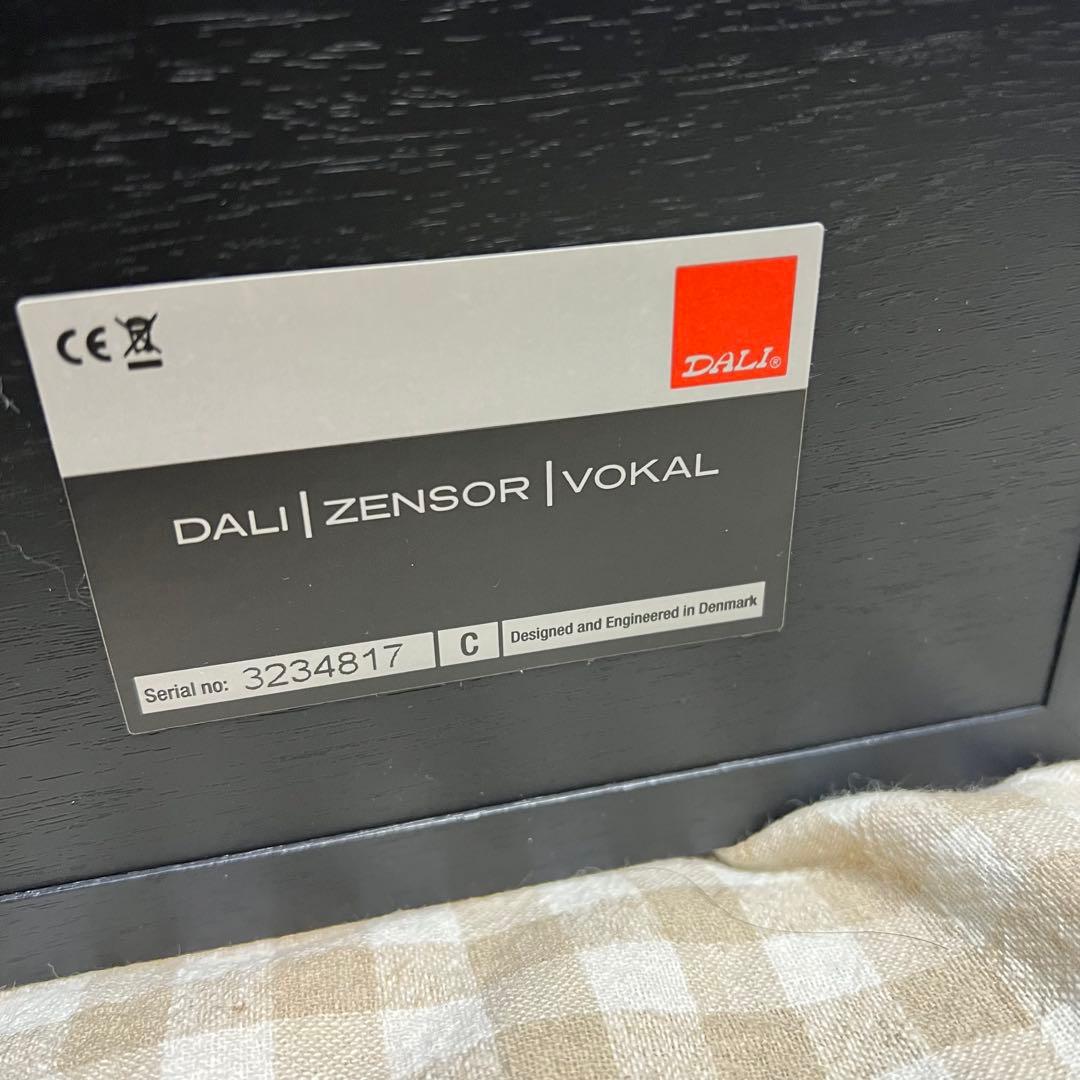 CE
DALI®
DALI | ZENSOR | VOKAL
Serial no: 3234817 C Designed and Engineered in Denmark